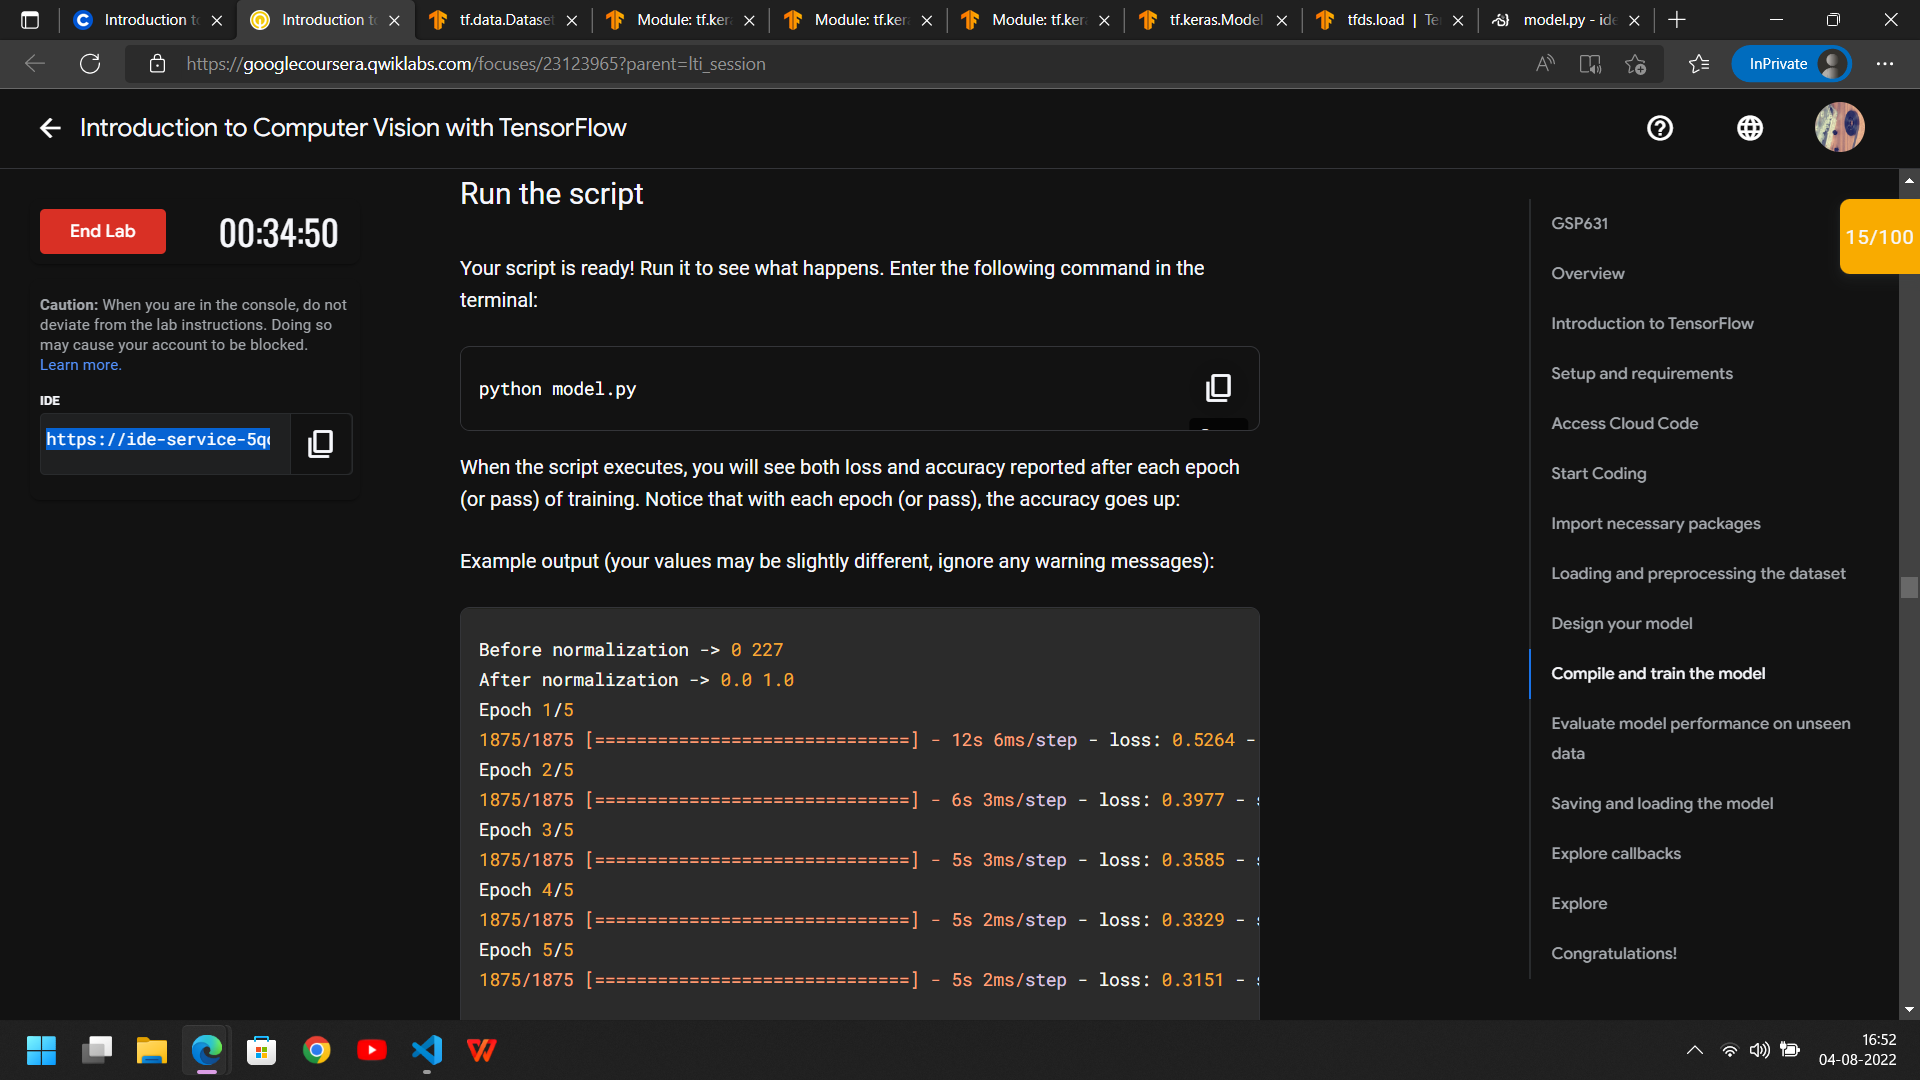 Introduction to
Introduction to
tf.data.Dataset
Module: tf.kera
Module: tf.kera
Module: tf.kera
tf.keras.Model
tfds.load | Te
model.py - ide
https://googlecoursera.qwiklabs.com/focuses/23123965?parent=lti_session
InPrivate
Introduction to Computer Vision with TensorFlow
End Lab
00:34:50
Caution: When you are in the console, do not
deviate from the lab instructions. Doing so
may cause your account to be blocked.
Learn more.
IDE
https://ide-service-5qc
Run the script
Your script is ready! Run it to see what happens. Enter the following command in the
terminal:
python model.py
When the script executes, you will see both loss and accuracy reported after each epoch
(or pass) of training. Notice that with each epoch (or pass), the accuracy goes up:
Example output (your values may be slightly different, ignore any warning messages):
Before normalization -> 0 227
After normalization -> 0.0 1.0
Epoch 1/5
1875/1875 [==============================] - 12s 6ms/step - loss: 0.5264 -
Epoch 2/5
1875/1875 [==============================] - 6s 3ms/step - loss: 0.3977 -
Epoch 3/5
1875/1875 [==============================] - 5s 3ms/step - loss: 0.3585 -
Epoch 4/5
1875/1875 [==============================] - 5s 2ms/step - loss: 0.3329 -
Epoch 5/5
1875/1875 [==============================] - 5s 2ms/step - loss: 0.3151 -
GSP631
Overview
Introduction to TensorFlow
Setup and requirements
Access Cloud Code
Start Coding
Import necessary packages
Loading and preprocessing the dataset
Design your model
Compile and train the model
Evaluate model performance on unseen
data
Saving and loading the model
Explore callbacks
Explore
Congratulations!
15/100
16:52
04-08-2022